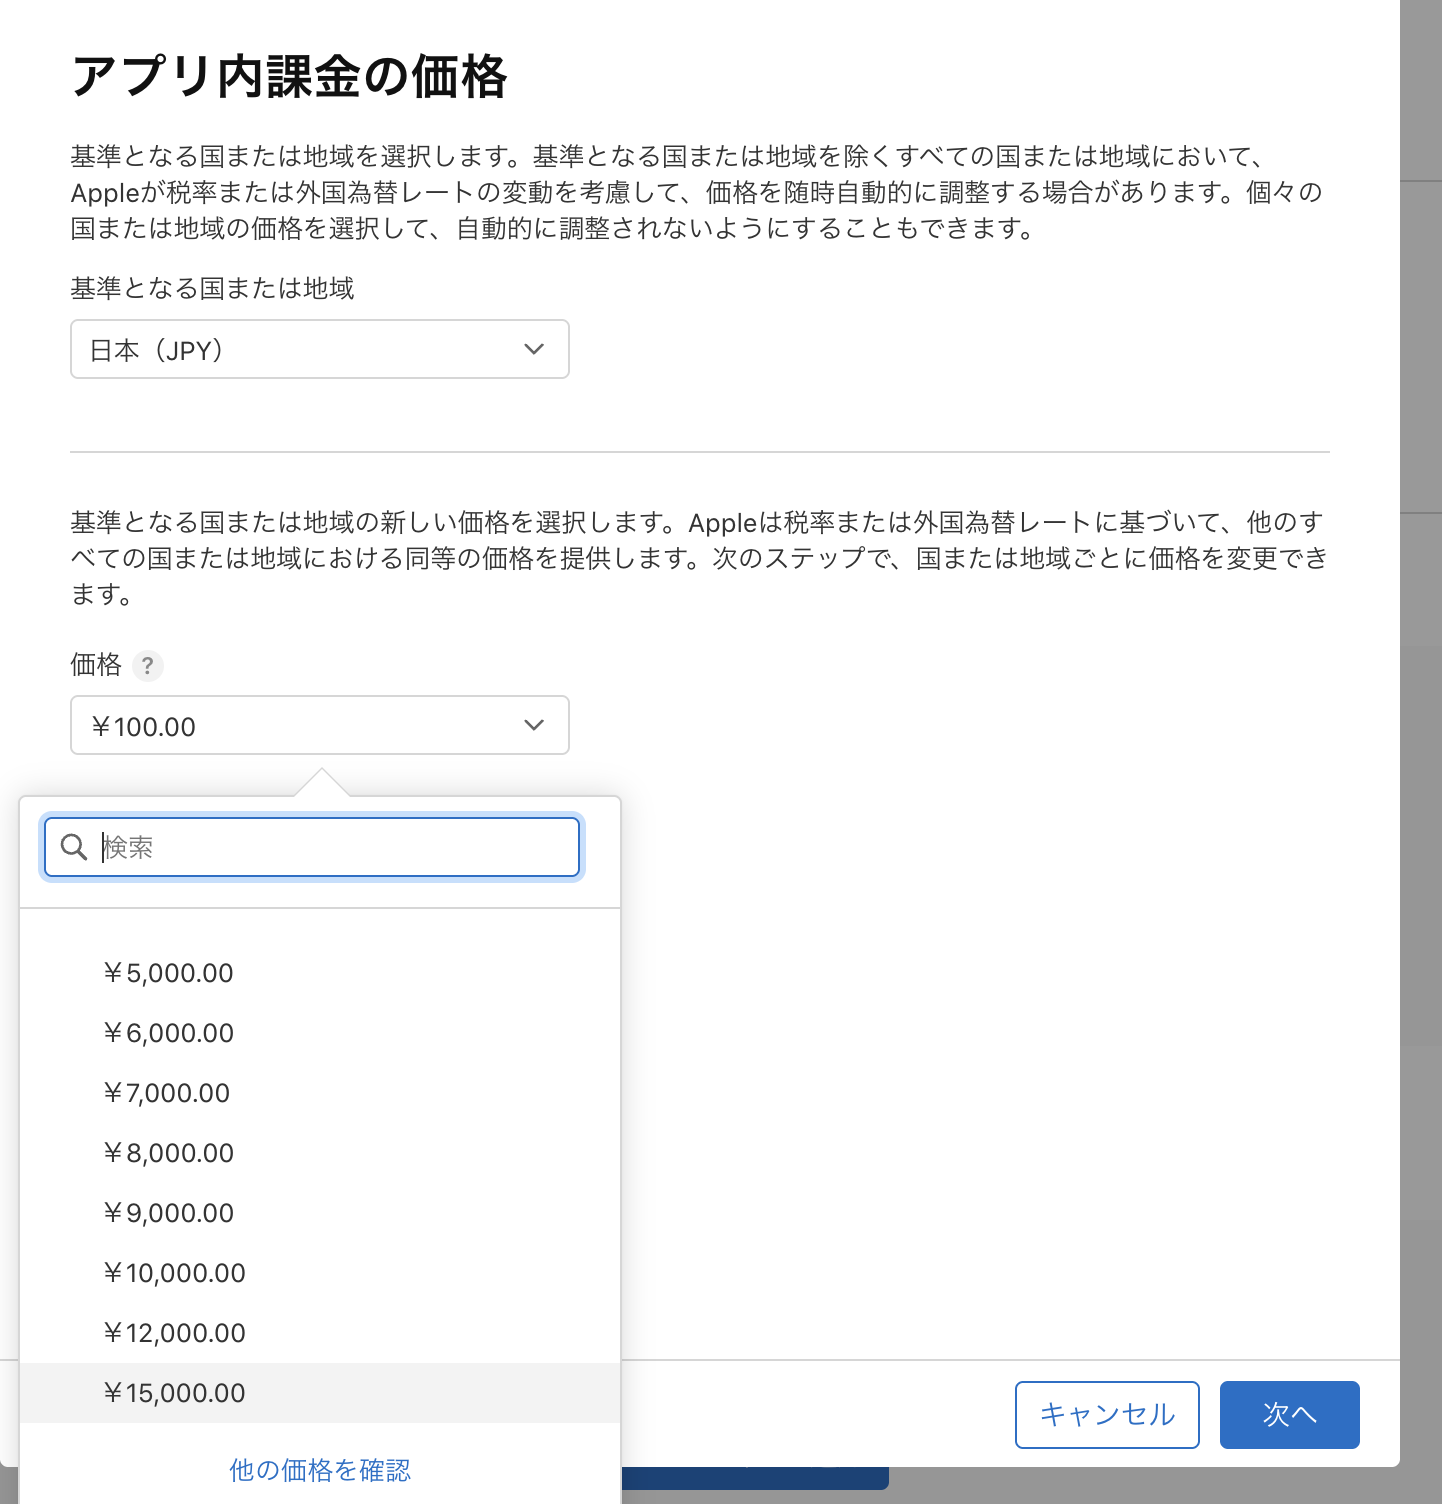 アプリ内課金の価格
基準となる国または地域を選択します。基準となる国または地域を除くすべての国または地域において、
Appleが税率または外国為替レートの変動を考慮して、価格を随時自動的に調整する場合があります。個々の
国または地域の価格を選択して、自動的に調整されないようにすることもできます。
基準となる国または地域
日本（JPY）
基準となる国または地域の新しい価格を選択します。Appleは税率または外国為替レートに基づいて、他のす
べての国または地域における同等の価格を提供します。次のステップで、国または地域ごとに価格を変更でき
ます。
価格 ?
￥100.00
検索
￥5,000.00
￥6,000.00
￥7,000.00
￥8,000.00
￥9,000.00
￥10,000.00
￥12,000.00
￥15,000.00
他の価格を確認
キャンセル
次へ